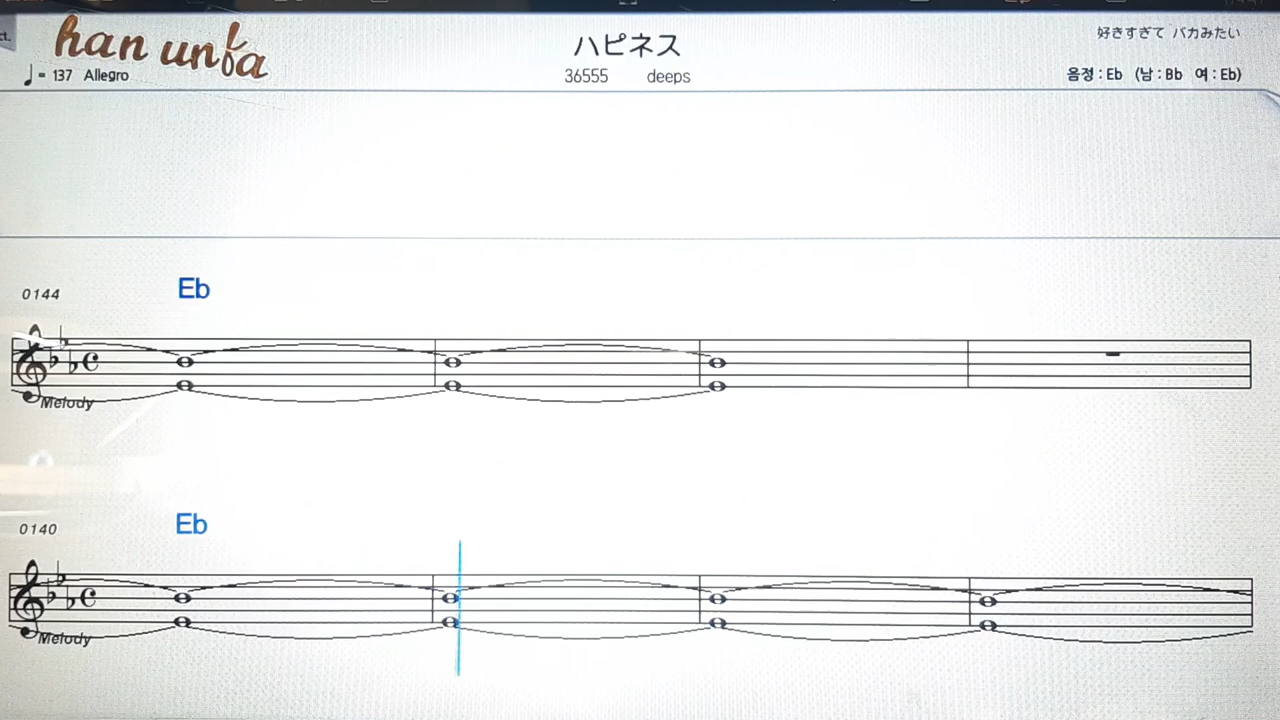 han unfa
♩= 137 Allegro
ハピネス
36555 deeps
好きすぎて バカみたい
음정 : Eb (남 : Bb 여 : Eb)
0144
Eb
Melody
0140
Eb
Melody